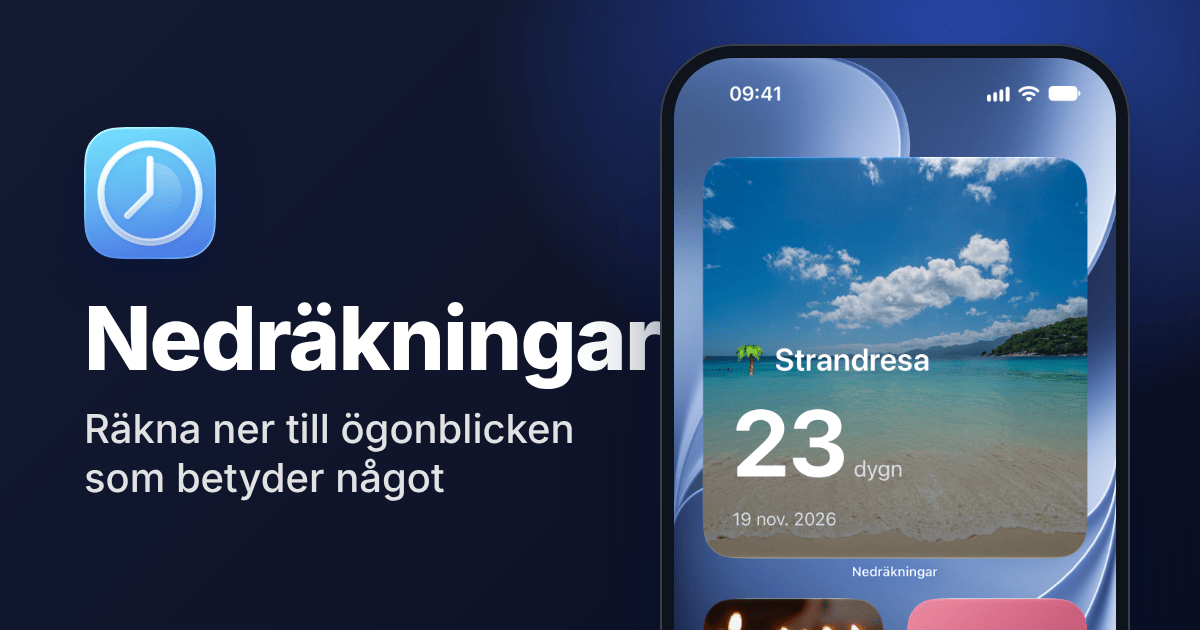 Nedräkningar
Räkna ner till ögonblicken
som betyder något
09:41
Strandresa
23 dygn
19 nov. 2026
Nedräkningar